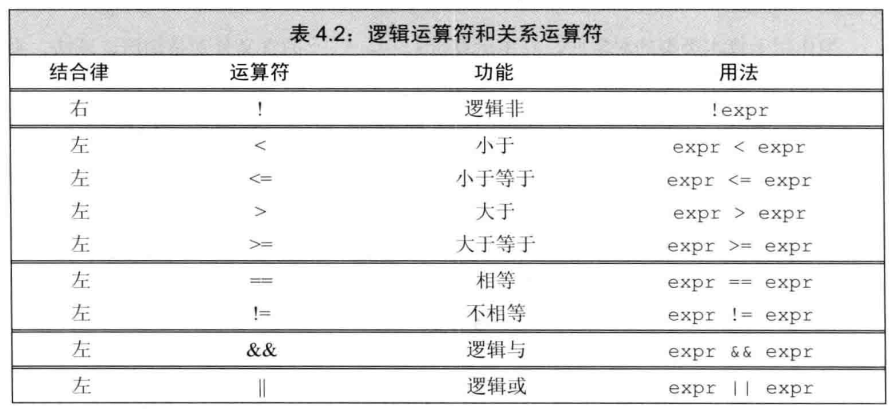 表 4.2：逻辑运算符和关系运算符
结合律 运算符 功能 用法
右 ! 逻辑非 !expr
左 < 小于 expr < expr
左 <= 小于等于 expr <= expr
左 > 大于 expr > expr
左 >= 大于等于 expr >= expr
左 == 相等 expr == expr
左 != 不相等 expr != expr
左 && 逻辑与 expr && expr
左 || 逻辑或 expr || expr